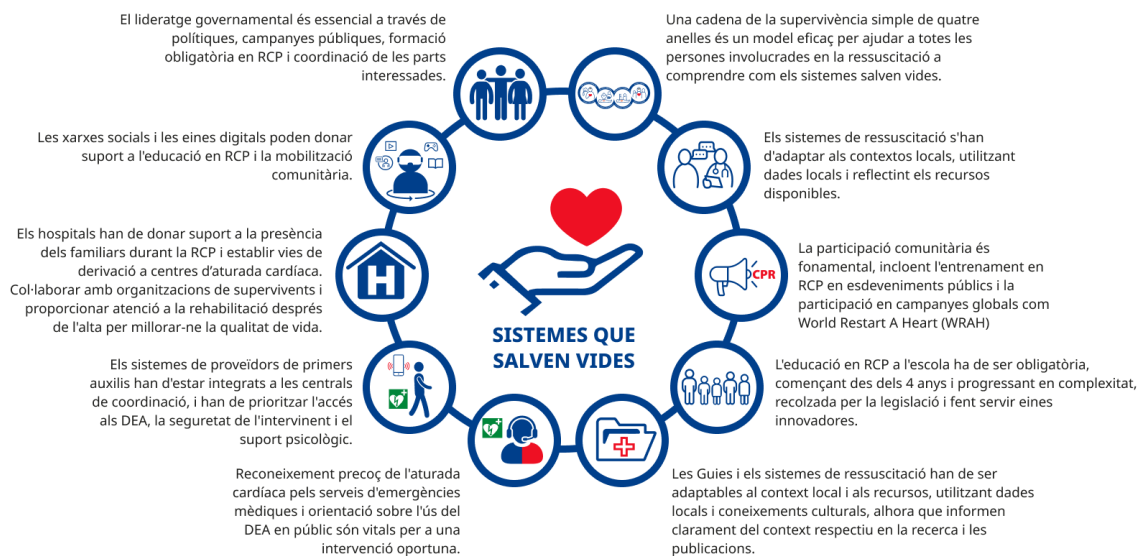 El lideratge governamental és essencial a través de
polítiques, campanyes públiques, formació
obligatòria en RCP i coordinació de les parts
interessades.
Una cadena de la supervivència simple de quatre
anelles és un model eficaç per ajudar a totes les
persones involucrades en la ressuscitació a
comprendre com els sistemes salven vides.
Les xarxes socials i les eines digitals poden donar
suport a l'educació en RCP i la mobilització
comunitària.
Els sistemes de ressuscitació s'han
d'adaptar als contextos locals, utilitzant
dades locals i reflectint els recursos
disponibles.
Els hospitals han de donar suport a la presència
dels familiars durant la RCP i establir vies de
derivació a centres d’aturada cardíaca.
Col·laborar amb organitzacions de supervivents i
proporcionar atenció a la rehabilitació després
de l'alta per millorar-ne la qualitat de vida.
H
CPR
La participació comunitària és
fonamental, incloent l'entrenament en
RCP en esdeveniments públics i la
participació en campanyes globals com
World Restart A Heart (WRAH)
SISTEMES QUE
SALVEN VIDES
Els sistemes de proveïdors de primers
auxilis han d'estar integrats a les centrals
de coordinació, i han de prioritzar l'accés
als DEA, la seguretat de l'intervinent i el
suport psicològic.
L'educació en RCP a l'escola ha de ser obligatòria,
començant des dels 4 anys i progressant en complexitat,
recolzada per la legislació i fent servir eines
innovadores.
Reconeixement precoç de l'aturada
cardíaca pels serveis d'emergències
mèdiques i orientació sobre l'ús del
DEA en públic són vitals per a una
intervenció oportuna.
Les Guies i els sistemes de ressuscitació han de ser
adaptables al context local i als recursos, utilitzant dades
locals i coneixements culturals, alhora que informen
clarament del context respectiu en la recerca i les
publicacions.